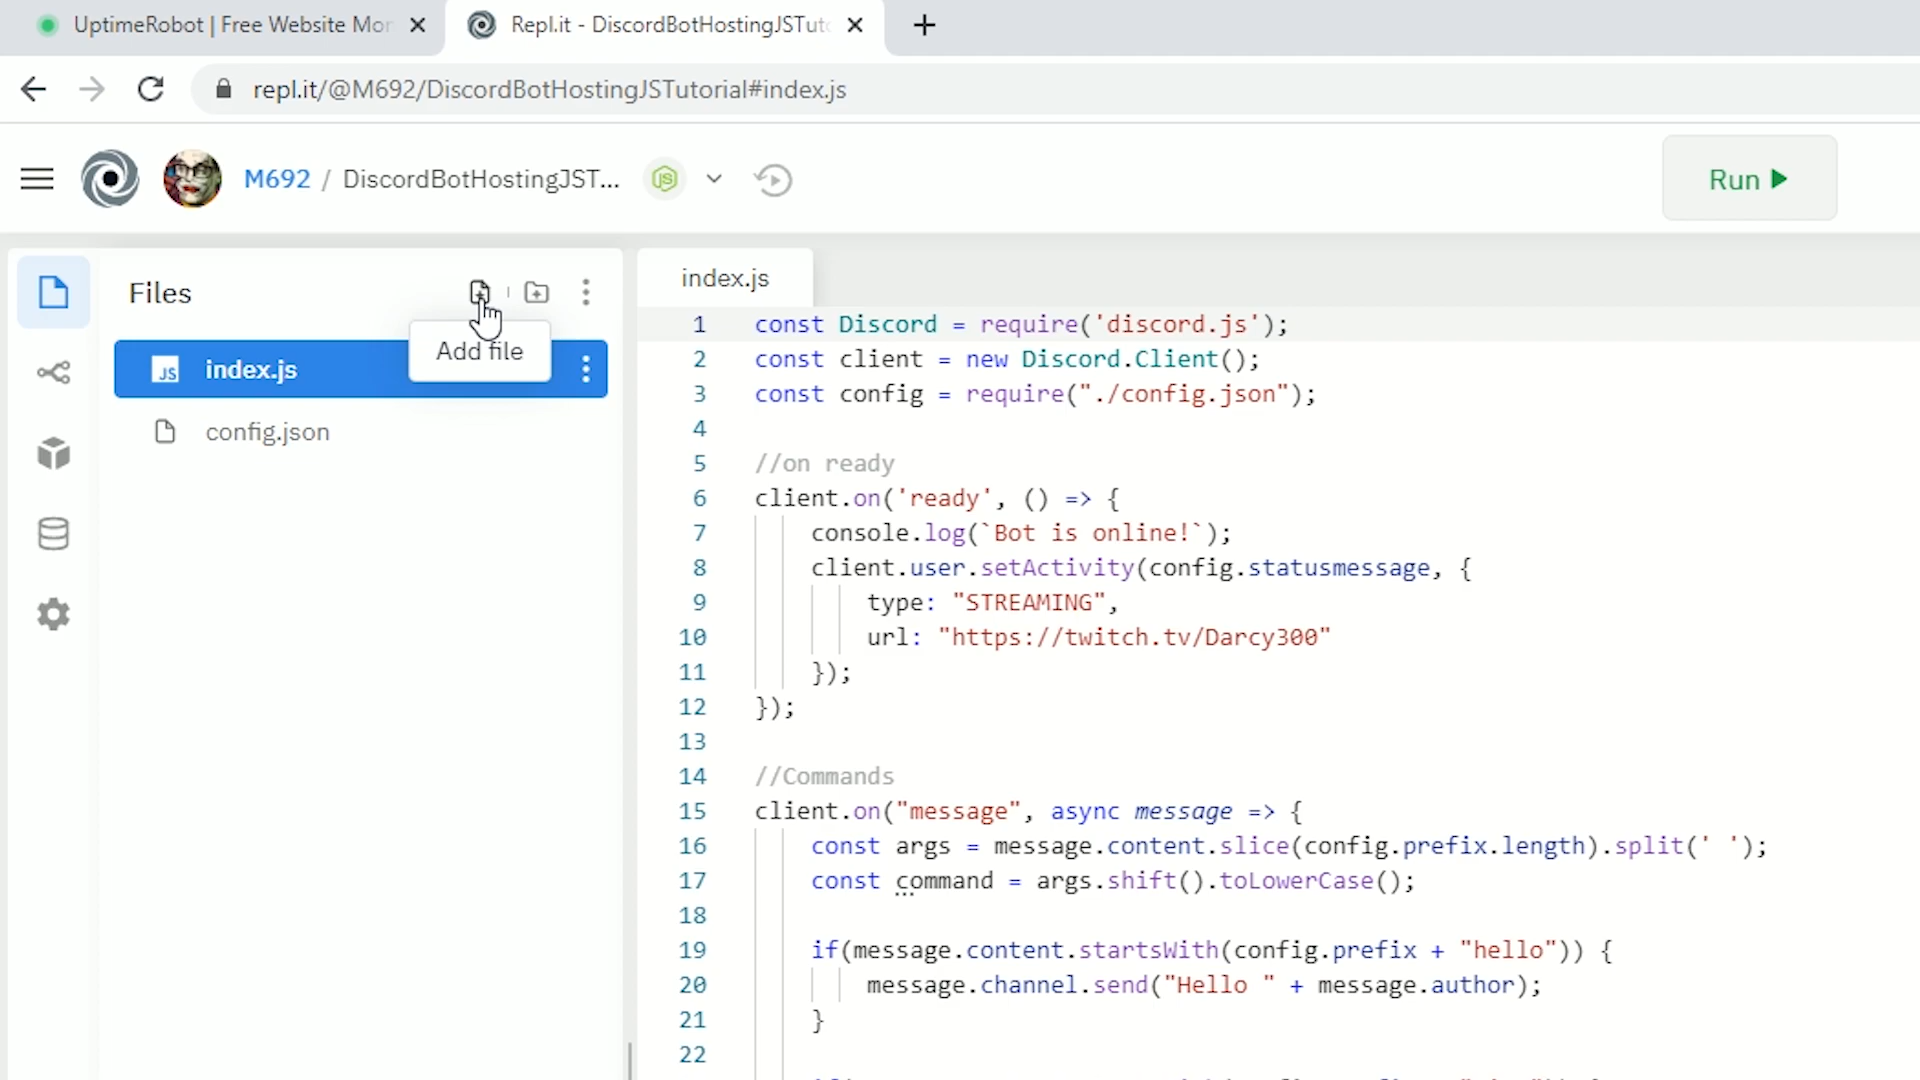 UptimeRobot | Free Website Mor
Repl.it - DiscordBotHostingJSTuto
repl.it/@M692/DiscordBotHostingJSTutorial#index.js
M692 / DiscordBotHostingJST...
Run
Files
Add file
index.js
config.json
index.js
1 const Discord = require('discord.js');
2 const client = new Discord.Client();
3 const config = require("./config.json");
4
5 //on ready
6 client.on('ready', () => {
7 console.log(`Bot is online!`);
8 client.user.setActivity(config.statusmessage, {
9 type: "STREAMING",
10 url: "https://twitch.tv/Darcy300"
11 });
12 });
13
14 //Commands
15 client.on("message", async message => {
16 const args = message.content.slice(config.prefix.length).split(' ');
17 const command = args.shift().toLowerCase();
18
19 if(message.content.startsWith(config.prefix + "hello")) {
20 message.channel.send("Hello " + message.author);
21 }
22